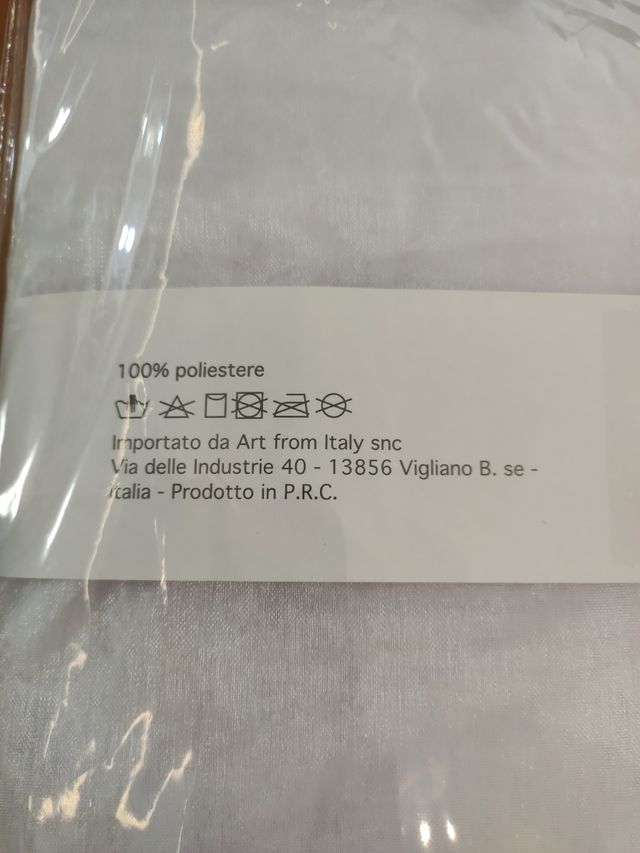 100% poliestere
Importato da Art from Italy snc
Via delle Industrie 40 - 13856 Vigliano B. se -
Italia - Prodotto in P.R.C.